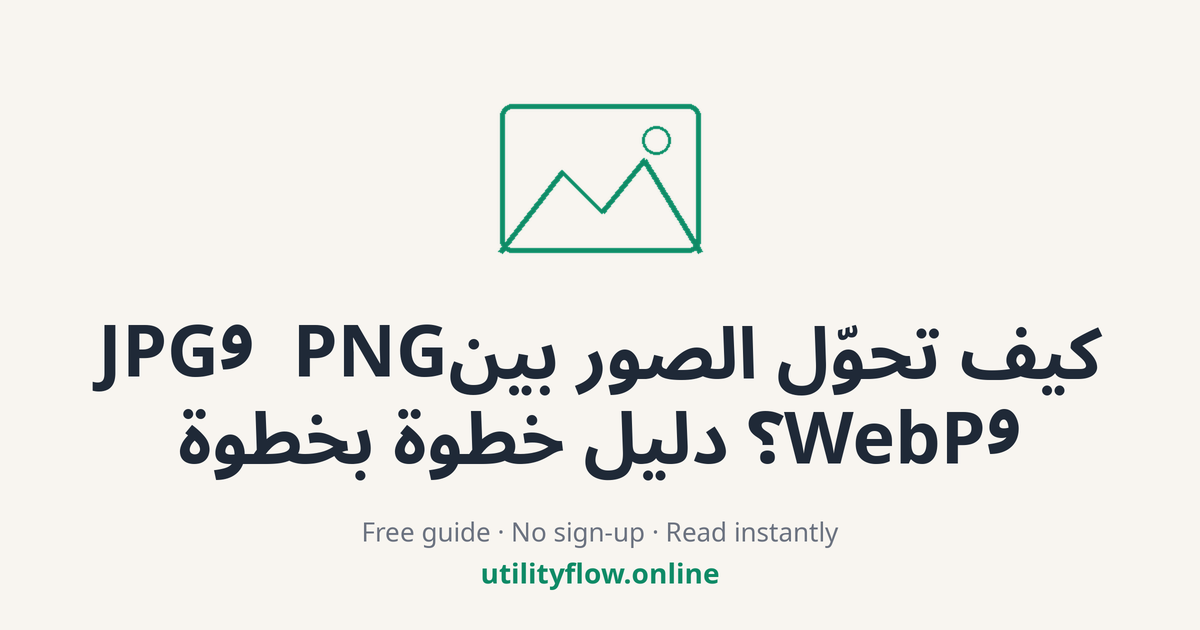 كيف تحوّل الصور بين PNG وJPG
وWebP؟ دليل خطوة بخطوة
Free guide · No sign-up · Read instantly
utilityflow.online